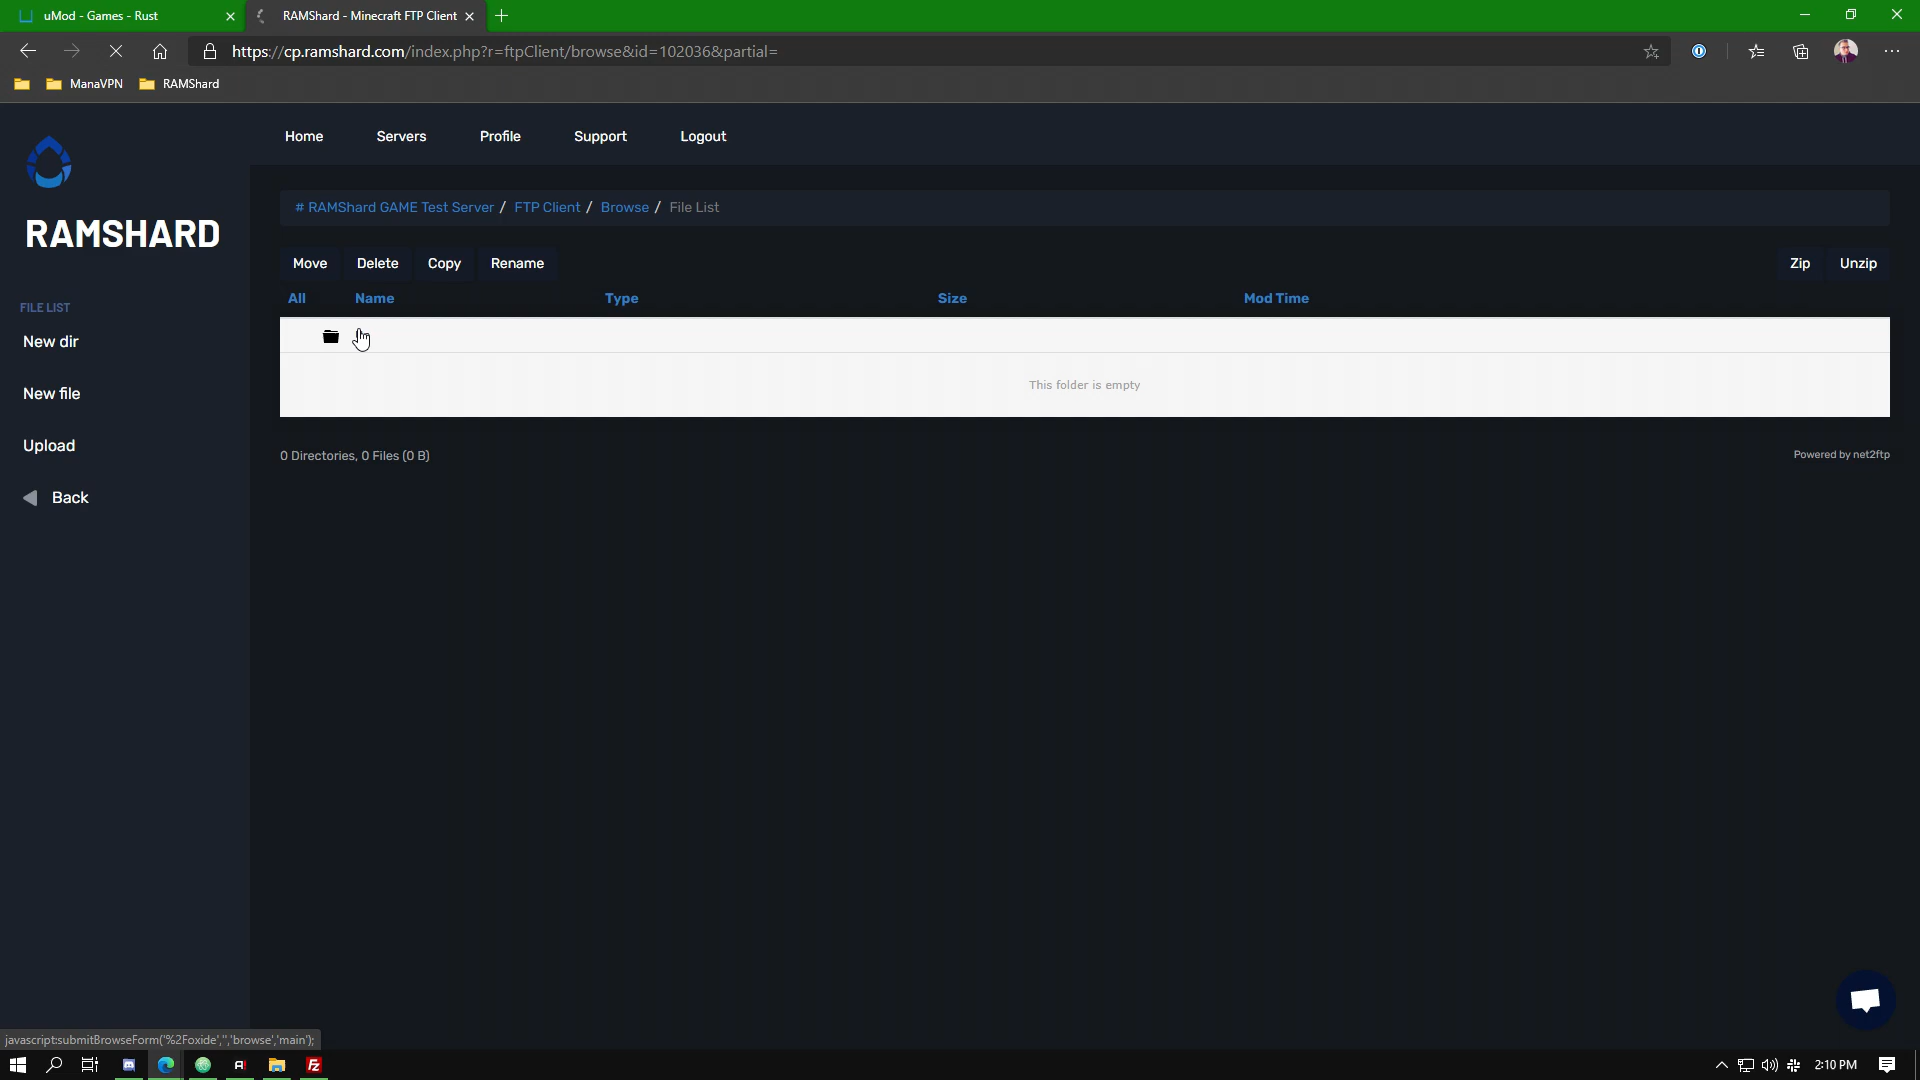 uMod - Games - Rust
RAMShard - Minecraft FTP Client
https://cp.ramshard.com/index.php?r=ftpClient/browse&id=102036&partial=
ManaVPN
RAMShard
Home
Servers
Profile
Support
Logout
RAMSHARD
# RAMShard GAME Test Server / FTP Client / Browse / File List
Move
Delete
Copy
Rename
Zip
Unzip
All
Name
Type
Size
Mod Time
FILE LIST
New dir
New file
Upload
Back
This folder is empty
0 Directories, 0 Files (0 B)
Powered by net2ftp
javascript:submitBrowseForm('%2Foxide','','browse','main');
2:10 PM